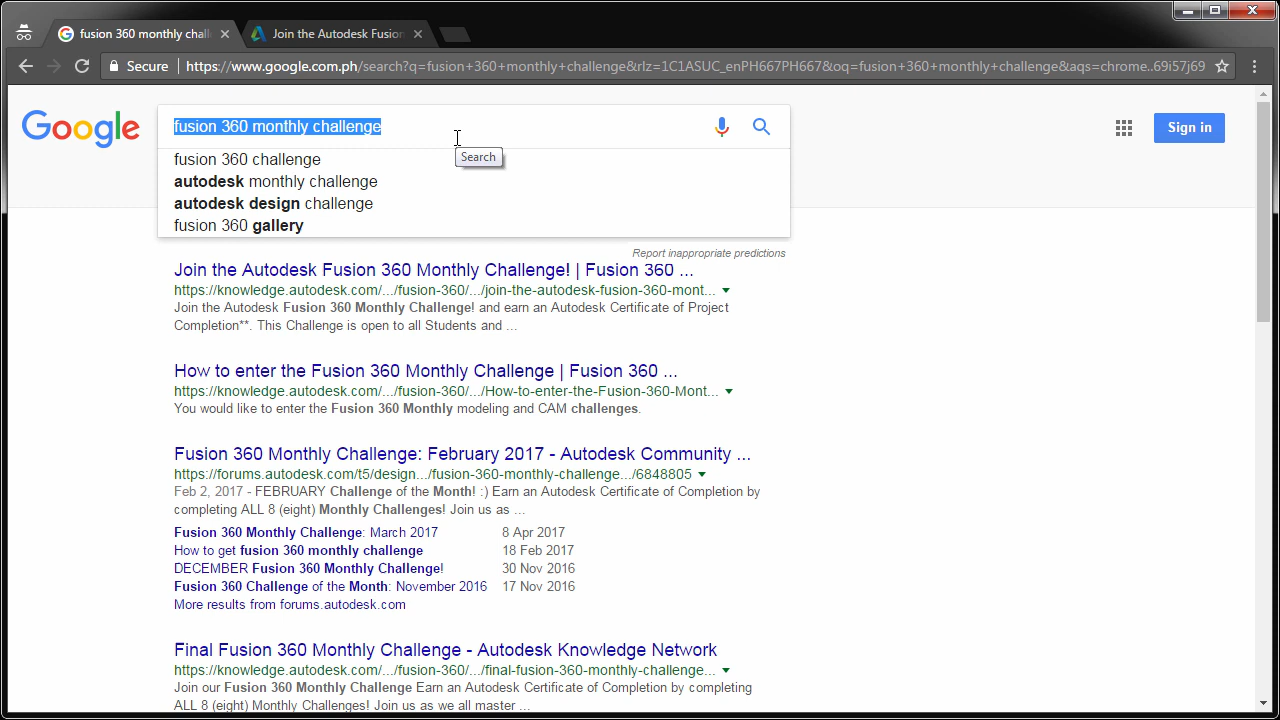 fusion 360 monthly chall
Join the Autodesk Fusion
Secure
https://www.google.com.ph/search?q=fusion+360+monthly+challenge&rlz=1C1ASUC_enPH667PH667&oq=fusion+360+monthly+challenge&aqs=chrome..69i57j69
Google
fusion 360 monthly challenge
Sign in
Search
fusion 360 challenge
autodesk monthly challenge
autodesk design challenge
fusion 360 gallery
Report inappropriate predictions
Join the Autodesk Fusion 360 Monthly Challenge! | Fusion 360 ...
https://knowledge.autodesk.com/.../fusion-360/.../join-the-autodesk-fusion-360-mont...
Join the Autodesk Fusion 360 Monthly Challenge! and earn an Autodesk Certificate of Project
Completion**. This Challenge is open to all Students and ...
How to enter the Fusion 360 Monthly Challenge | Fusion 360 ...
https://knowledge.autodesk.com/.../fusion-360/.../How-to-enter-the-Fusion-360-Mont...
You would like to enter the Fusion 360 Monthly modeling and CAM challenges.
Fusion 360 Monthly Challenge: February 2017 - Autodesk Community ...
https://forums.autodesk.com/t5/design.../fusion-360-monthly-challenge.../6848805
Feb 2, 2017 - FEBRUARY Challenge of the Month! :) Earn an Autodesk Certificate of Completion by
completing ALL 8 (eight) Monthly Challenges! Join us as ...
Fusion 360 Monthly Challenge: March 2017 8 Apr 2017
How to get fusion 360 monthly challenge 18 Feb 2017
DECEMBER Fusion 360 Monthly Challenge! 30 Nov 2016
Fusion 360 Challenge of the Month: November 2016 17 Nov 2016
More results from forums.autodesk.com
Final Fusion 360 Monthly Challenge - Autodesk Knowledge Network
https://knowledge.autodesk.com/.../fusion-360/.../final-fusion-360-monthly-challenge...
Join our Fusion 360 Monthly Challenge Earn an Autodesk Certificate of Completion by completing
ALL 8 (eight) Monthly Challenges! Join us as we all master ...